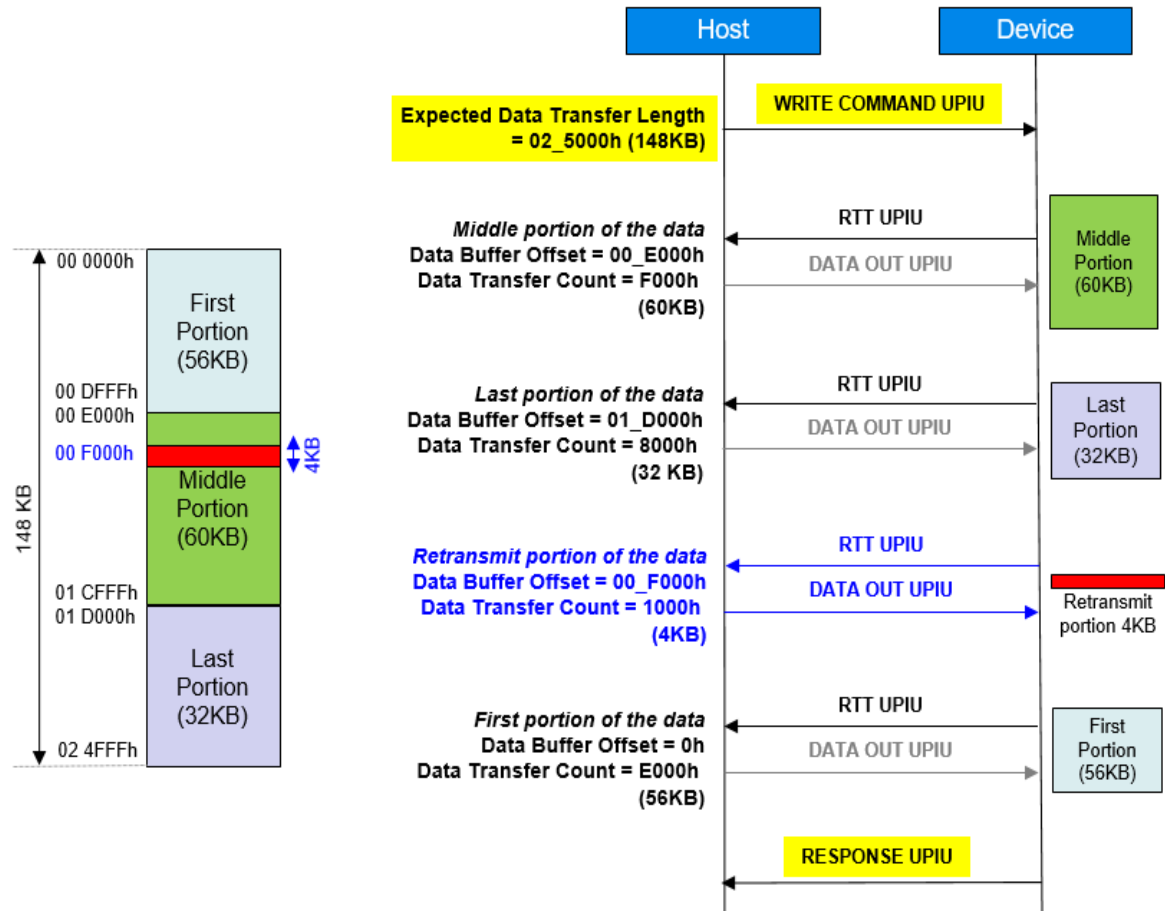 Host
Device
WRITE COMMAND UPIU
Expected Data Transfer Length
= 02_5000h (148KB)
RTT UPIU
Middle portion of the data
Data Buffer Offset = 00_E000h
DATA OUT UPIU
Data Transfer Count = F000h
(60KB)
Middle
Portion
(60KB)
148 KB
00 0000h
First
Portion
(56KB)
00 DFFFh
00 E000h
00 F000h
4KB
Middle
Portion
(60KB)
01 CFFFh
01 D000h
Last
Portion
(32KB)
02 4FFFh
RTT UPIU
Last portion of the data
Data Buffer Offset = 01_D000h
DATA OUT UPIU
Data Transfer Count = 8000h
(32 KB)
Last
Portion
(32KB)
RTT UPIU
Retransmit portion of the data
Data Buffer Offset = 00_F000h
DATA OUT UPIU
Data Transfer Count = 1000h
(4KB)
Retransmit
portion 4KB
RTT UPIU
First portion of the data
Data Buffer Offset = 0h
DATA OUT UPIU
Data Transfer Count = E000h
(56KB)
First
Portion
(56KB)
RESPONSE UPIU